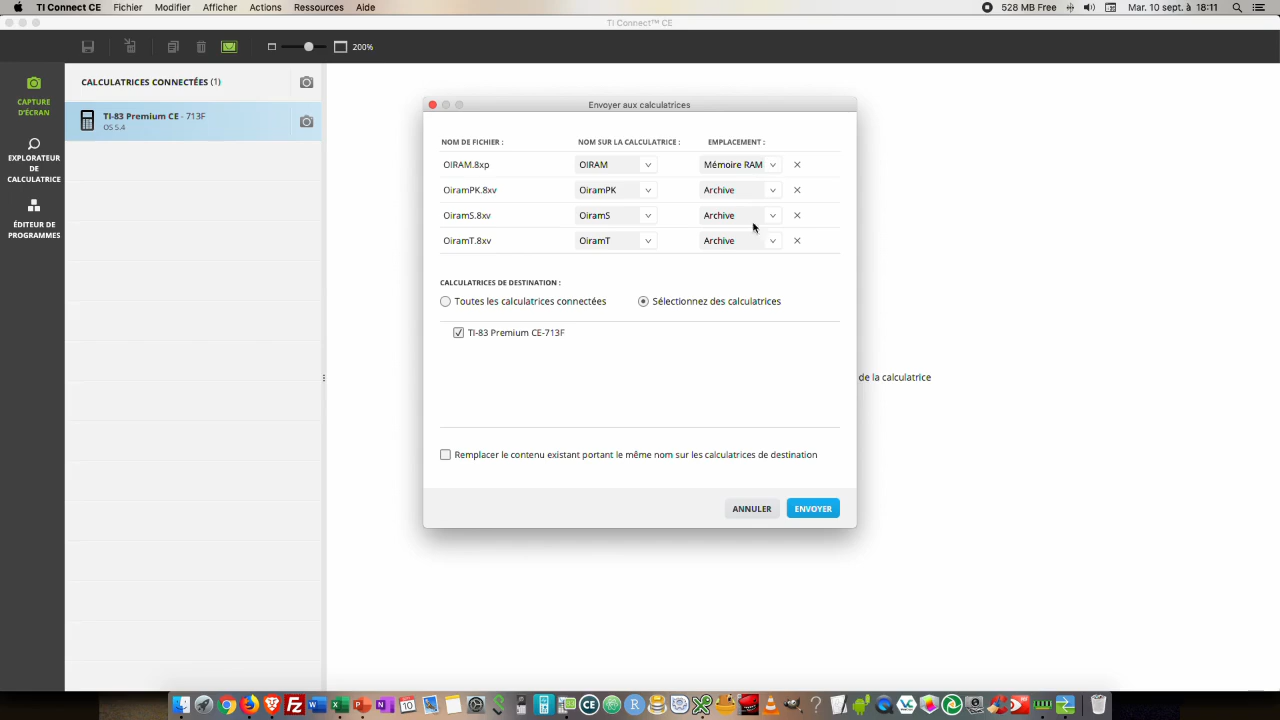 TI Connect CE Fichier Modifier Afficher Actions Ressources Aide 528 MB Free Mar. 10 sept. à 18:11
TI Connect™ CE
200%
CAPTURE D'ÉCRAN
EXPLORATEUR DE CALCULATRICE
ÉDITEUR DE PROGRAMMES
CALCULATRICES CONNECTÉES (1)
TI-83 Premium CE - 713F
OS 5.4
Envoyer aux calculatrices
NOM DE FICHIER : NOM SUR LA CALCULATRICE : EMPLACEMENT :
OIRAM.8xp OIRAM Mémoire RAM
OiramPK.8xv OiramPK Archive
OiramS.8xv OiramS Archive
OiramT.8xv OiramT Archive
CALCULATRICES DE DESTINATION :
Toutes les calculatrices connectées Sélectionnez des calculatrices
TI-83 Premium CE-713F
de la calculatrice
Remplacer le contenu existant portant le même nom sur les calculatrices de destination
ANNULER ENVOYER